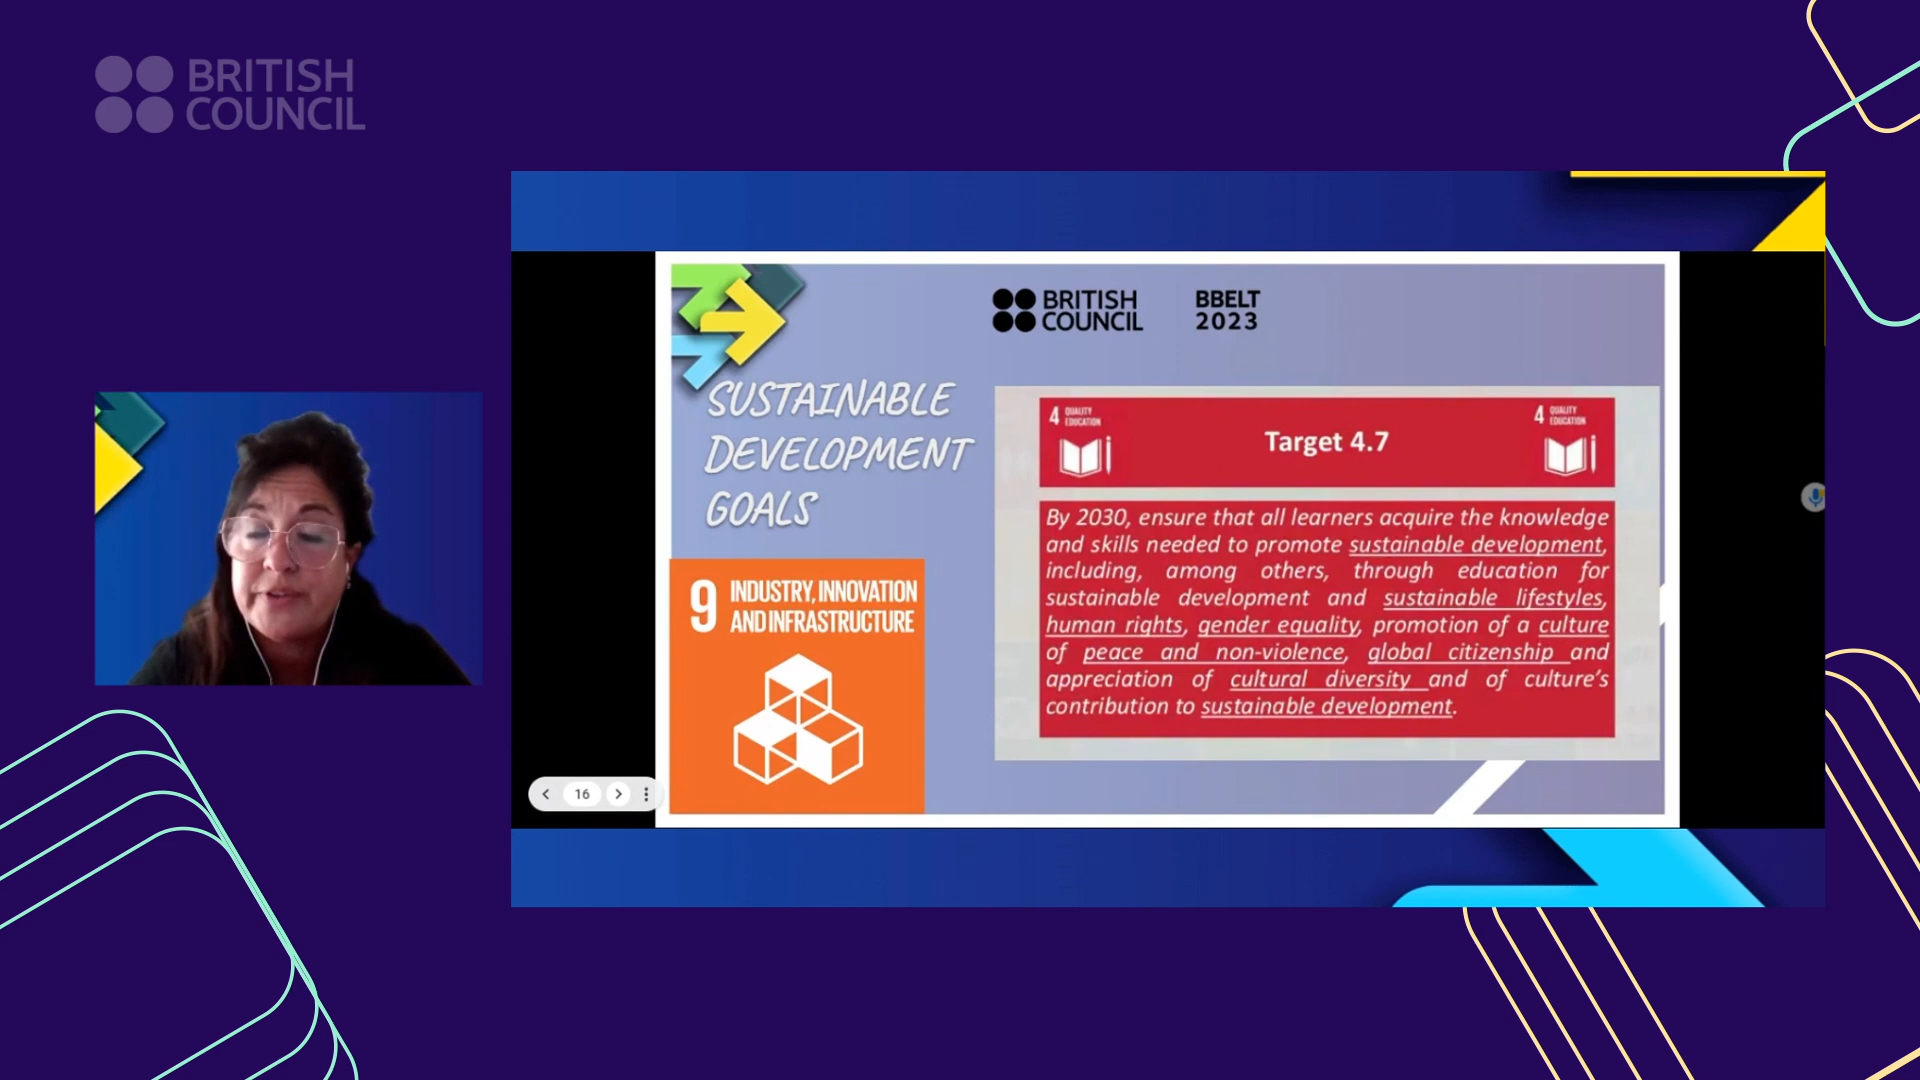 BRITISH
COUNCIL
BRITISH
COUNCIL
BBELT
2023
SUSTAINABLE
DEVELOPMENT
GOALS
4 QUALITY
EDUCATION
Target 4.7
4 QUALITY
EDUCATION
By 2030, ensure that all learners acquire the knowledge
and skills needed to promote sustainable development,
including, among others, through education for
sustainable development and sustainable lifestyles,
human rights, gender equality, promotion of a culture
of peace and non-violence, global citizenship and
appreciation of cultural diversity and of culture’s
contribution to sustainable development.
9 INDUSTRY, INNOVATION
AND INFRASTRUCTURE
16